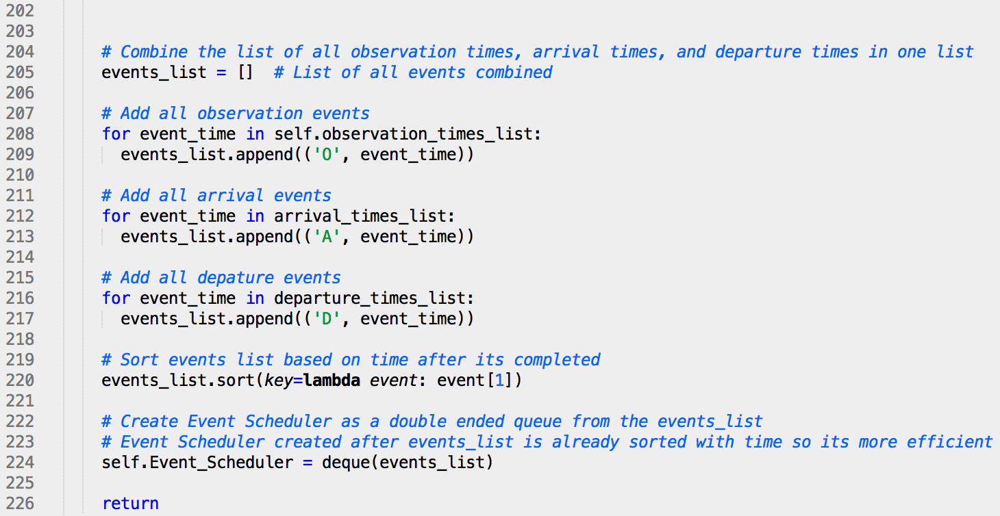 202
203
204 # Combine the list of all observation times, arrival times, and departure times in one list
205 events_list = []  # List of all events combined
206
207 # Add all observation events
208 for event_time in self.observation_times_list:
209   events_list.append(('O', event_time))
210
211 # Add all arrival events
212 for event_time in arrival_times_list:
213   events_list.append(('A', event_time))
214
215 # Add all depature events
216 for event_time in departure_times_list:
217   events_list.append(('D', event_time))
218
219 # Sort events list based on time after its completed
220 events_list.sort(key=lambda event: event[1])
221
222 # Create Event Scheduler as a double ended queue from the events_list
223 # Event Scheduler created after events_list is already sorted with time so its more efficient
224 self.Event_Scheduler = deque(events_list)
225
226 return